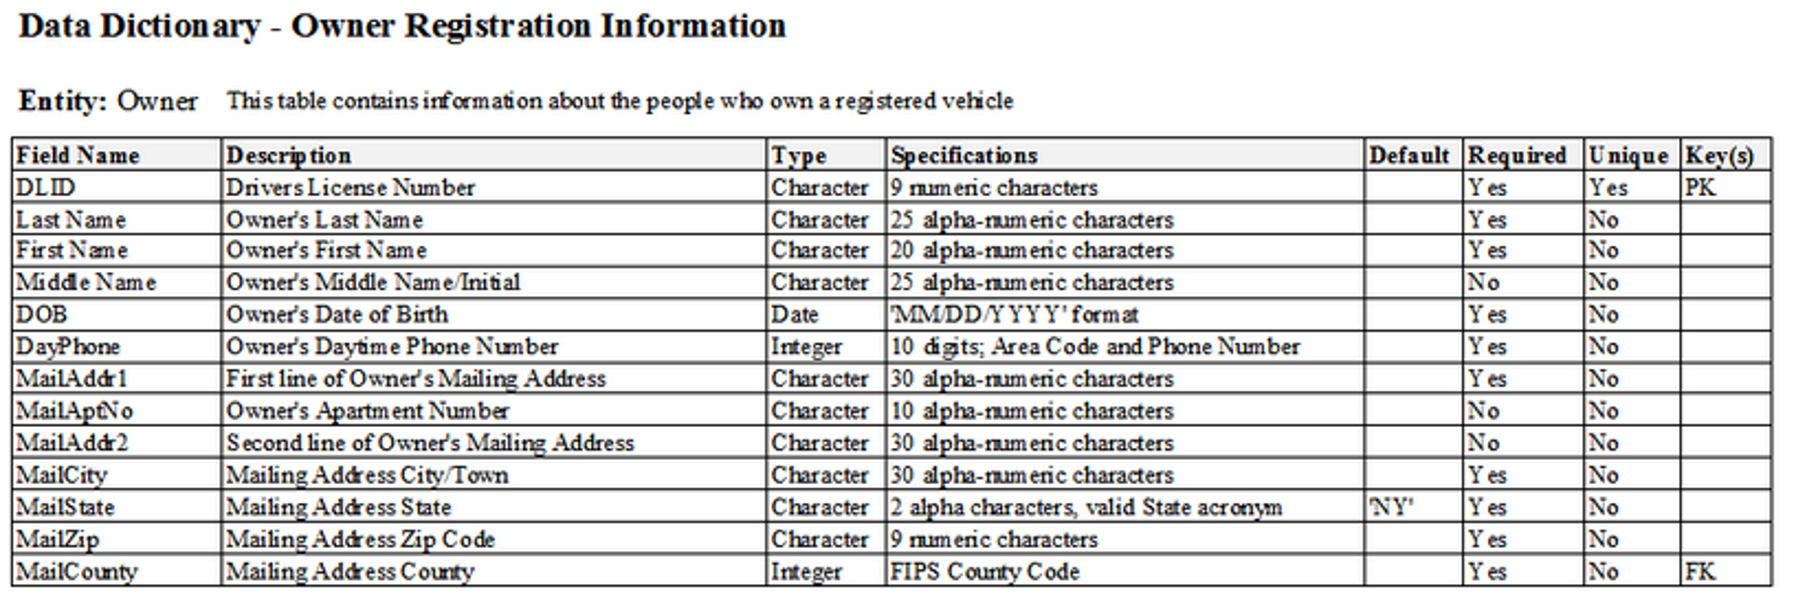 Data Dictionary - Owner Registration Information
Entity: Owner This table contains information about the people who own a registered vehicle
Field Name Description Type Specifications Default Required Unique Key(s)
DLID Drivers License Number Character 9 numeric characters Yes Yes PK
Last Name Owner's Last Name Character 25 alpha-numeric characters Yes No
First Name Owner's First Name Character 20 alpha-numeric characters Yes No
Middle Name Owner's Middle Name/Initial Character 25 alpha-numeric characters No No
DOB Owner's Date of Birth Date 'MM/DD/YYYY' format Yes No
DayPhone Owner's Daytime Phone Number Integer 10 digits; Area Code and Phone Number Yes No
MailAddr1 First line of Owner's Mailing Address Character 30 alpha-numeric characters Yes No
MailAptNo Owner's Apartment Number Character 10 alpha-numeric characters No No
MailAddr2 Second line of Owner's Mailing Address Character 30 alpha-numeric characters No No
MailCity Mailing Address City/Town Character 30 alpha-numeric characters Yes No
MailState Mailing Address State Character 2 alpha characters, valid State acronym 'NY' Yes No
MailZip Mailing Address Zip Code Character 9 numeric characters Yes No
MailCounty Mailing Address County Integer FIPS County Code Yes No FK